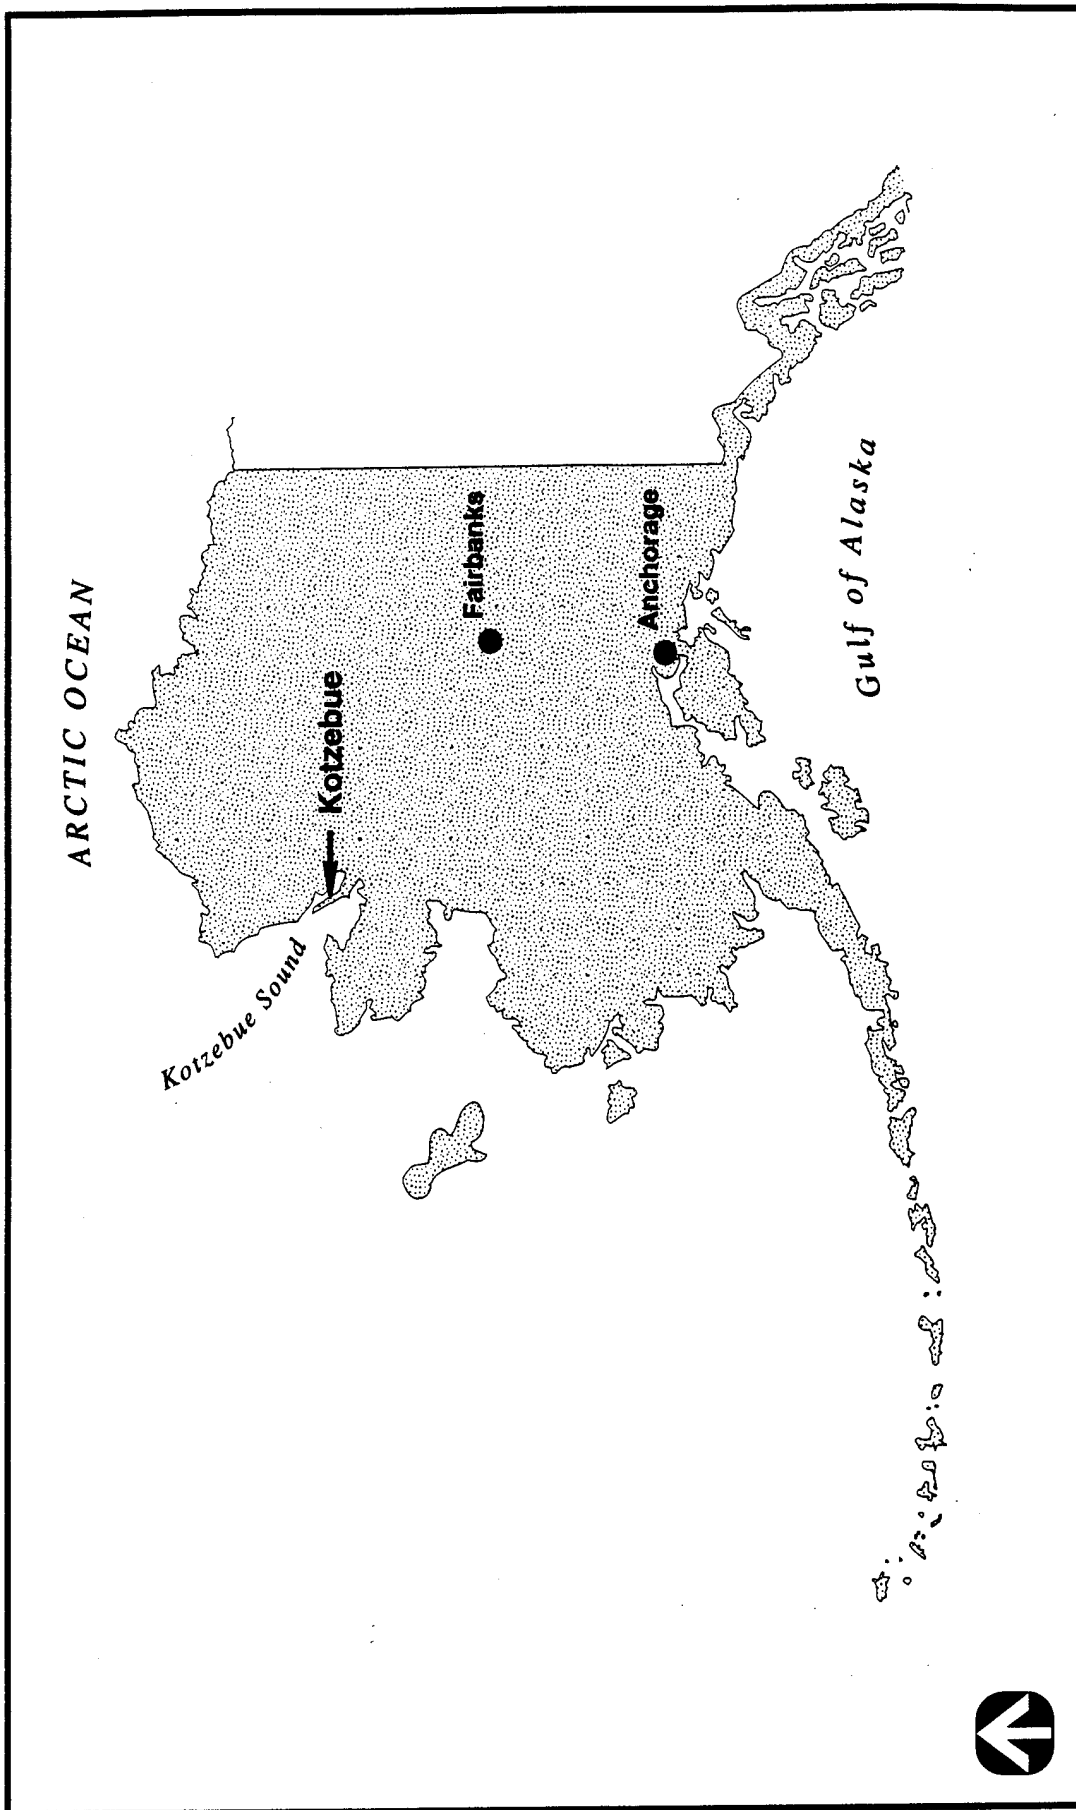 ARCTIC OCEAN
Kotzebue Sound
Kotzebue
Fairbanks
Anchorage
Gulf of Alaska